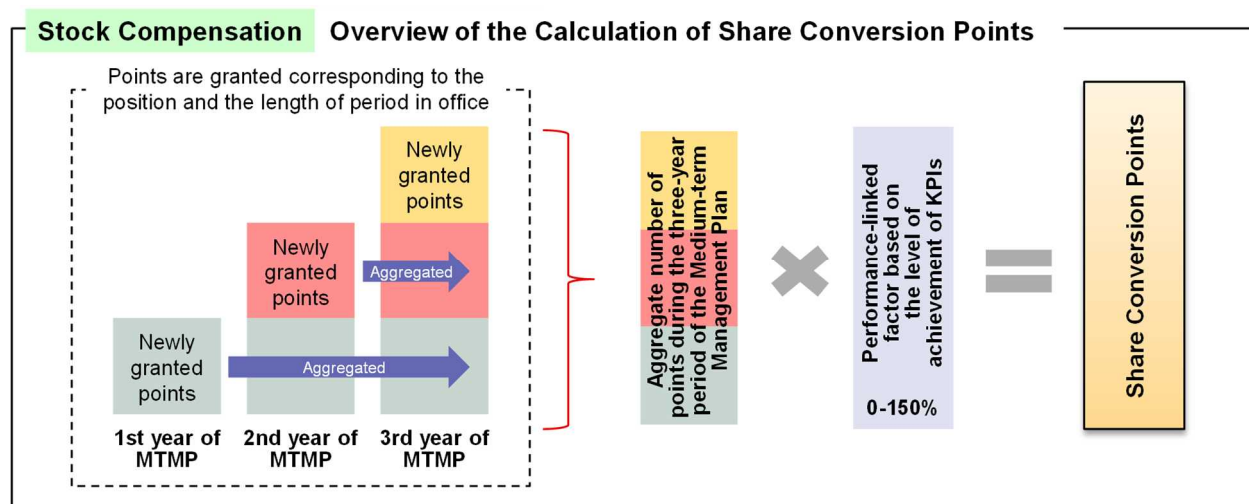 Stock Compensation Overview of the Calculation of Share Conversion Points
Points are granted corresponding to the
position and the length of period in office
Newly
granted
points
Newly
granted
points
Aggregated
Newly
granted
points
Aggregated
1st year of
MTMP
2nd year of
MTMP
3rd year of
MTMP
Aggregate number of
points during the three-year
period of the Medium-term
Management Plan
Performance-linked
factor based on
the level of
achievement of KPIs
0-150%
Share Conversion Points